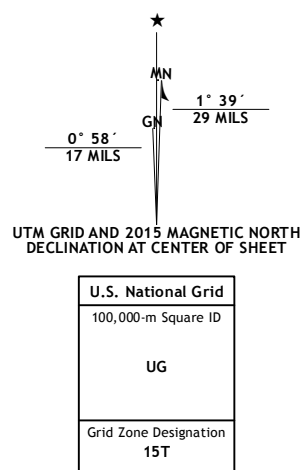 ★
MN
1° 39´
29 MILS
GN
0° 58´
17 MILS
UTM GRID AND 2015 MAGNETIC NORTH
DECLINATION AT CENTER OF SHEET
U.S. National Grid
100,000-m Square ID
UG
Grid Zone Designation
15T